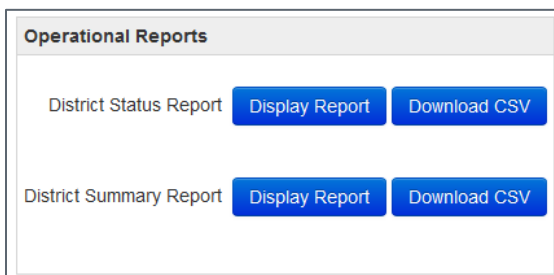 Operational Reports
District Status Report Display Report Download CSV
District Summary Report Display Report Download CSV